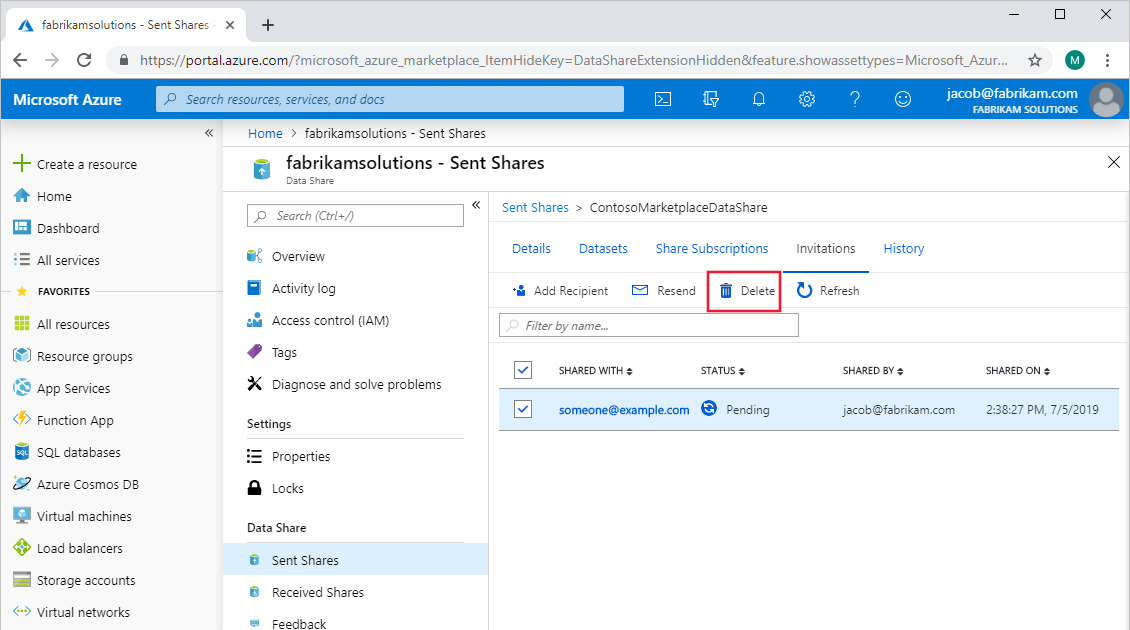 fabrikamsolutions - Sent Shares -
https://portal.azure.com/?microsoft_azure_marketplace_ItemHideKey=DataShareExtensionHidden&feature.showassettypes=Microsoft_Azur...
M
Microsoft Azure
Search resources, services, and docs
jacob@fabrikam.com
FABRIKAM SOLUTIONS
Home > fabrikamsolutions - Sent Shares
fabrikamsolutions - Sent Shares
Data Share
Create a resource
Home
Dashboard
All services
FAVORITES
All resources
Resource groups
App Services
Function App
SQL databases
Azure Cosmos DB
Virtual machines
Load balancers
Storage accounts
Virtual networks
Search (Ctrl+/)
Overview
Activity log
Access control (IAM)
Tags
Diagnose and solve problems
Settings
Properties
Locks
Data Share
Sent Shares
Received Shares
Feedback
Sent Shares > ContosoMarketplaceDataShare
Details Datasets Share Subscriptions Invitations History
Add Recipient Resend Delete Refresh
Filter by name...
SHARED WITH STATUS SHARED BY SHARED ON
someone@example.com Pending jacob@fabrikam.com 2:38:27 PM, 7/5/2019